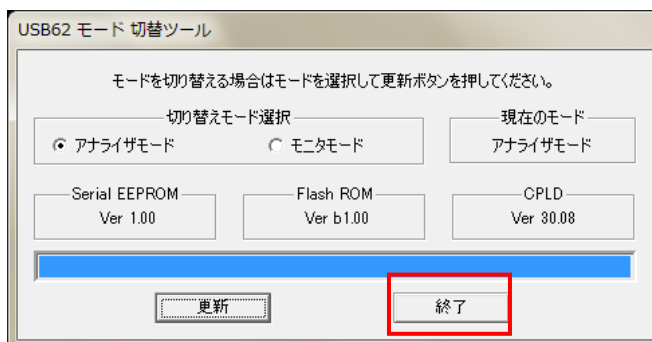 USB62 モード 切替ツール
モードを切り替える場合はモードを選択して更新ボタンを押してください。
切り替えモード選択
現在のモード
アナライザモード
モニタモード
アナライザモード
Serial EEPROM
Flash ROM
CPLD
Ver 1.00
Ver b1.00
Ver 30.08
更新
終了